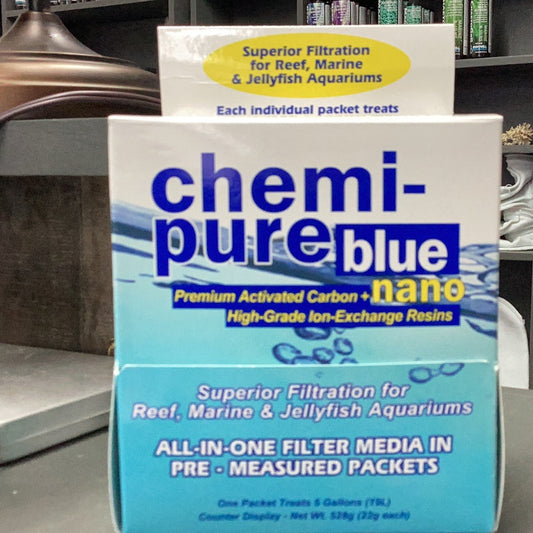 Superior Filtration
for Reef, Marine
& Jellyfish Aquariums
Each individual packet treats
chemi-
pure blue
nano
Premium Activated Carbon +
High-Grade Ion-Exchange Resins
Superior Filtration for
Reef, Marine & Jellyfish Aquariums
ALL-IN-ONE FILTER MEDIA IN
PRE - MEASURED PACKETS
One Packet Treats 5 Gallons (19L)
Counter Display - Net Wt. 528g (22g each)